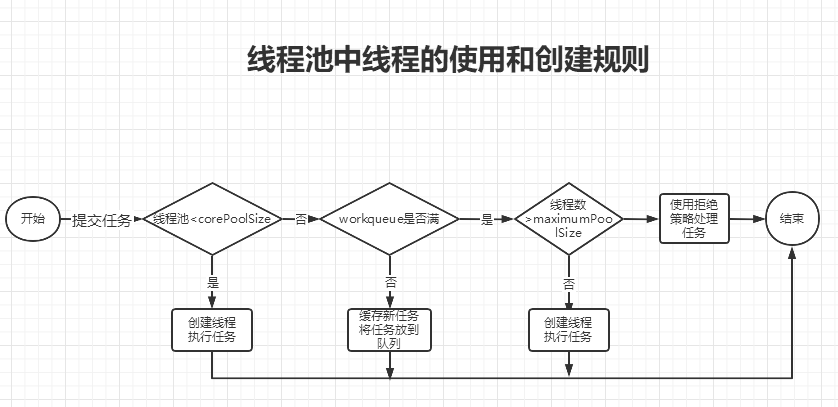 线程池中线程的使用和创建规则
开始
提交任务
线程池<corePoolSize
否
workqueue是否满
是
线程数
>maximumPoo
lSize
使用拒绝
策略处理
任务
结束
是
否
否
创建线程
执行任务
缓存新任务
将任务放到
队列
创建线程
执行任务